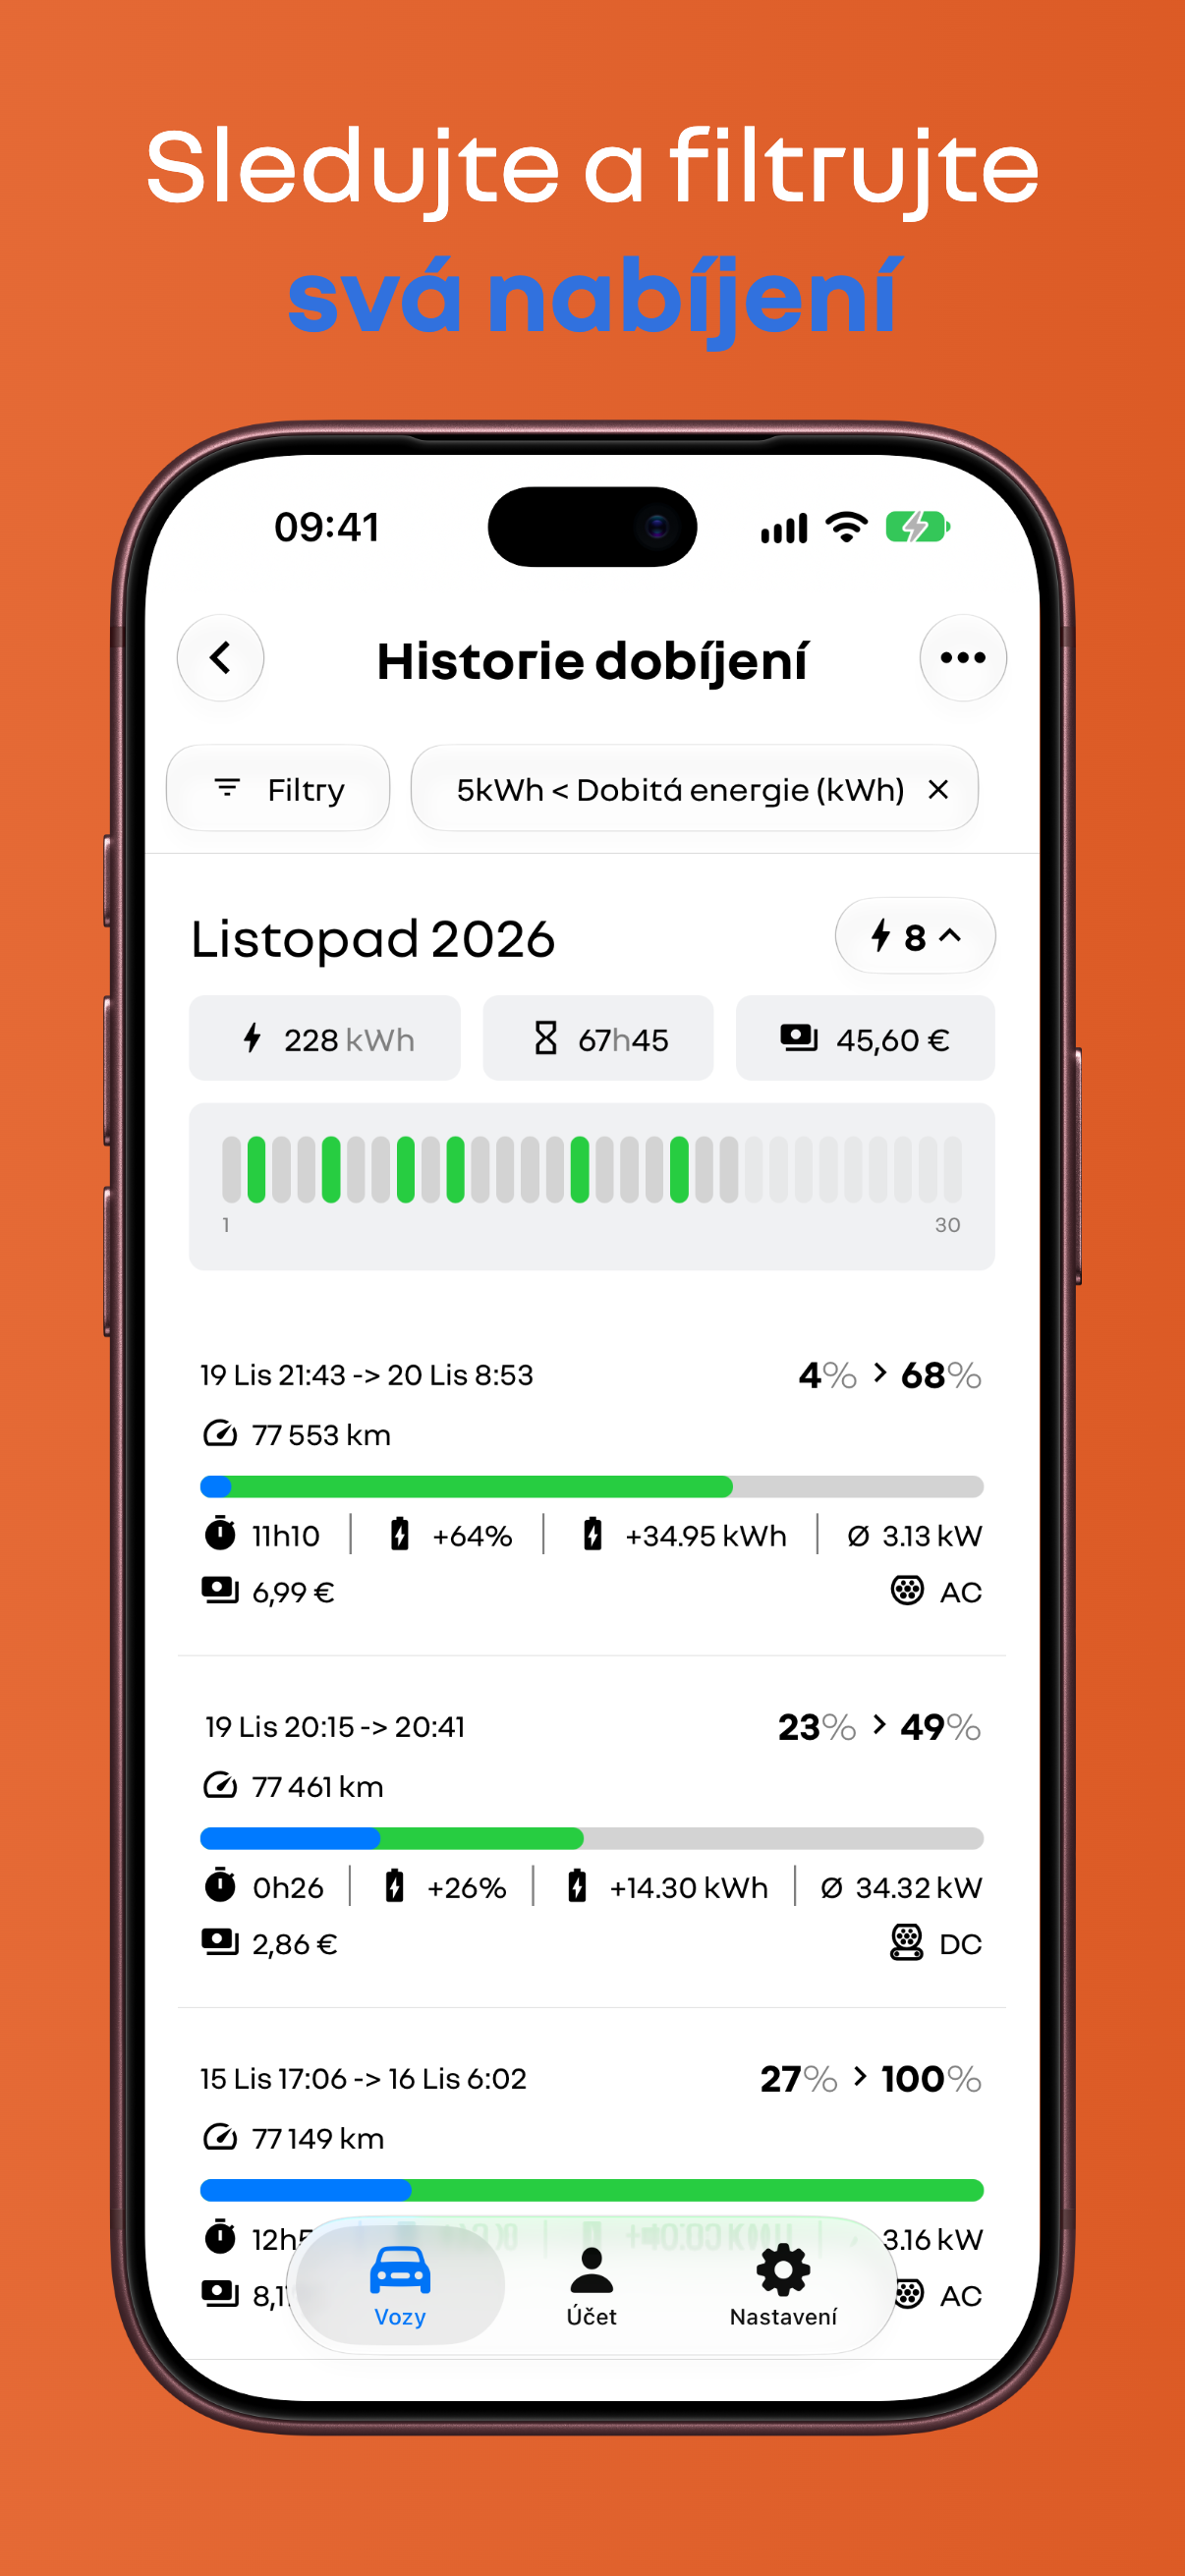 Sledujte a filtrujte
svá nabíjení
09:41
Historie dobíjení
Filtry
5kWh < Dobitá energie (kWh) ×
Listopad 2026
8
228 kWh
67h45
45,60 €
1
30
19 Lis 21:43 -> 20 Lis 8:53
4% > 68%
77 553 km
11h10 | +64% | +34.95 kWh | Ø 3.13 kW
6,99 €
AC
19 Lis 20:15 -> 20:41
23% > 49%
77 461 km
0h26 | +26% | +14.30 kWh | Ø 34.32 kW
2,86 €
DC
15 Lis 17:06 -> 16 Lis 6:02
27% > 100%
77 149 km
3.16 kW
AC
Vozy
Účet
Nastavení